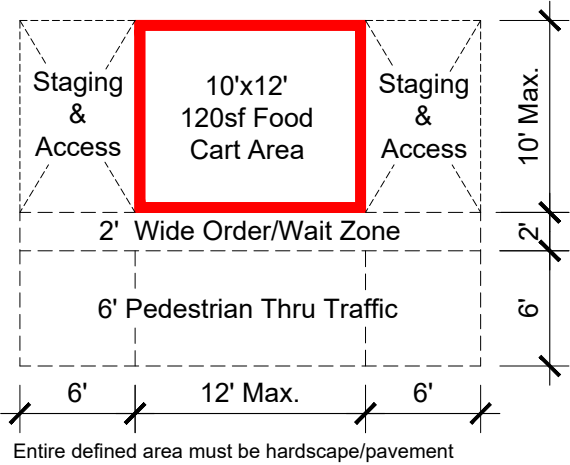 Staging
&
Access
10'x12'
120sf Food
Cart Area
Staging
&
Access
10' Max.
2' Wide Order/Wait Zone
2'
6' Pedestrian Thru Traffic
6'
6'
12' Max.
6'
Entire defined area must be hardscape/pavement